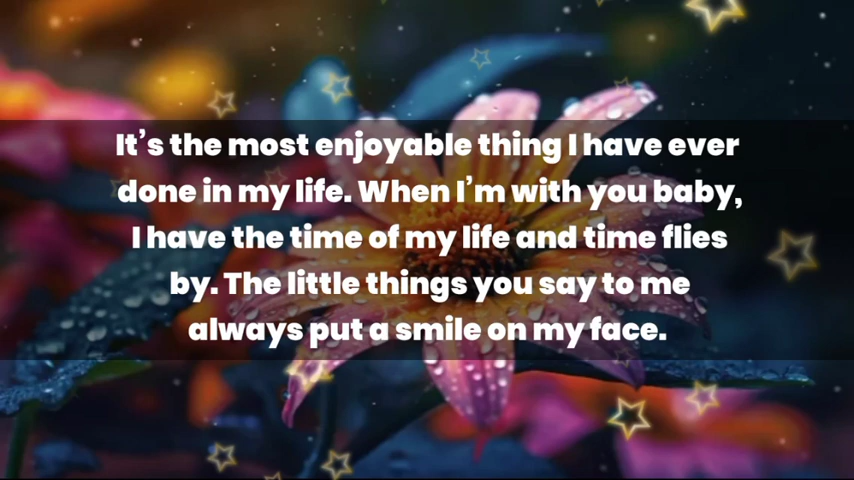 It’s the most enjoyable thing I have ever
done in my life. When I’m with you baby,
I have the time of my life and time flies
by. The little things you say to me
always put a smile on my face.